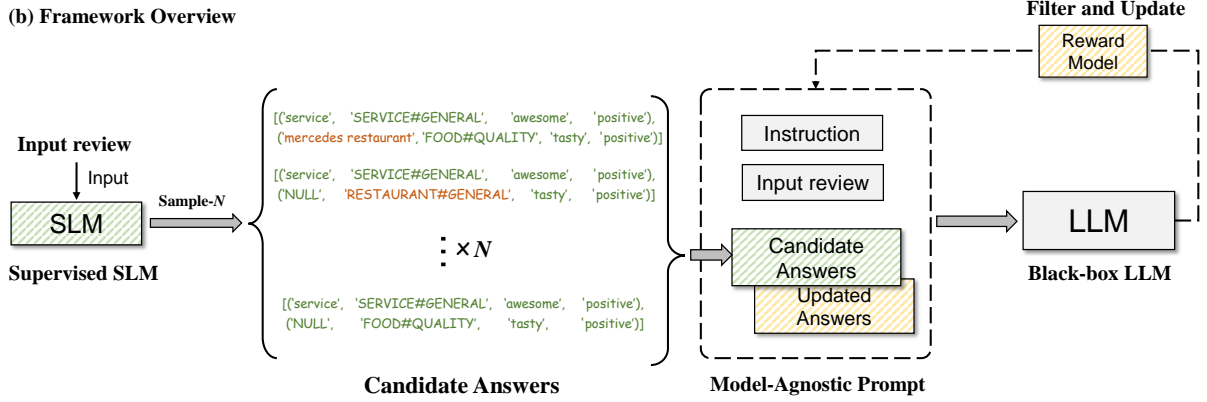 (b) Framework Overview
Filter and Update
Reward
Model
Input review
Input
SLM
Supervised SLM
Sample-N
[('service', 'SERVICE#GENERAL', 'awesome', 'positive'),
('mercedes restaurant', 'FOOD#QUALITY', 'tasty', 'positive')]
[('service', 'SERVICE#GENERAL', 'awesome', 'positive'),
('NULL', 'RESTAURANT#GENERAL', 'tasty', 'positive')]
⋮ × N
[('service', 'SERVICE#GENERAL', 'awesome', 'positive'),
('NULL', 'FOOD#QUALITY', 'tasty', 'positive')]
Candidate Answers
Instruction
Input review
Candidate
Answers
Updated
Answers
Model-Agnostic Prompt
LLM
Black-box LLM